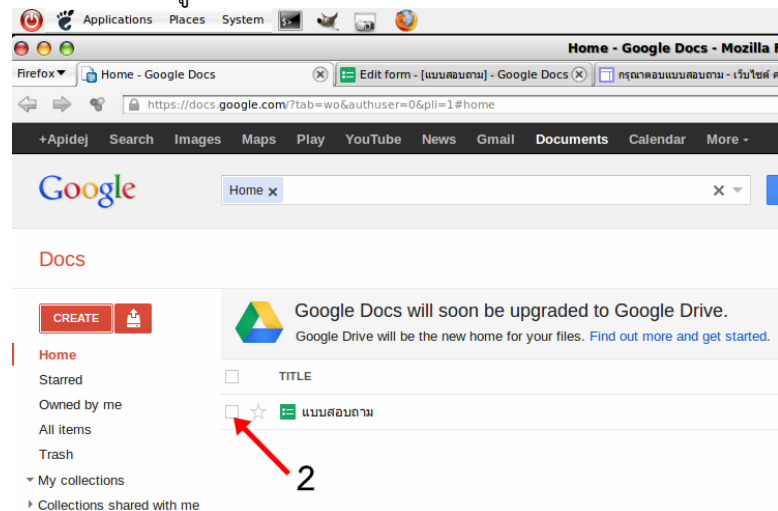 Applications Places System
Home - Google Docs - Mozilla F
Firefox Home - Google Docs Edit form - [แบบสอบถาม] - Google Docs กรุณาตอบแบบสอบถาม - เว็บไซต์ ค
https://docs.google.com/?tab=wo&authuser=0&pli=1#home
+Apidej Search Images Maps Play YouTube News Gmail Documents Calendar More
Google Home x
Docs
CREATE
Google Docs will soon be upgraded to Google Drive.
Google Drive will be the new home for your files. Find out more and get started.
Home
Starred
Owned by me
All items
Trash
My collections
Collections shared with me
TITLE
แบบสอบถาม
2